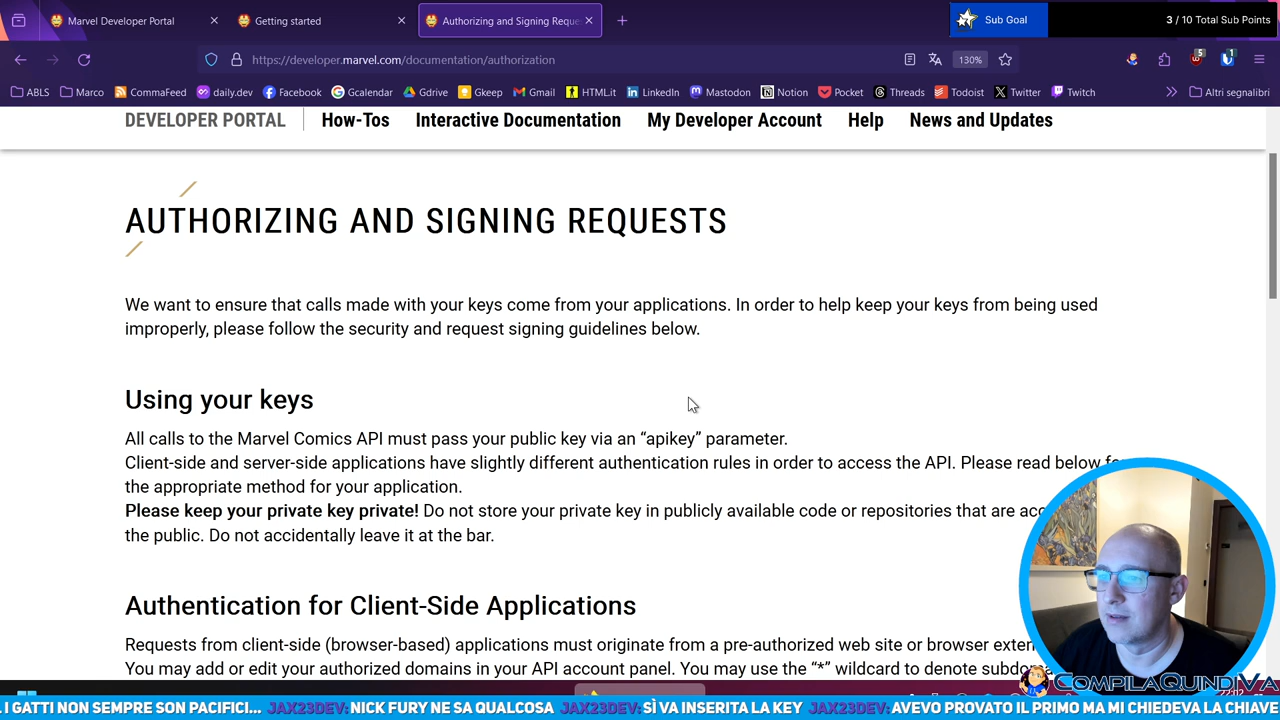 Marvel Developer Portal
Getting started
Authorizing and Signing Reque
Sub Goal
3 / 10 Total Sub Points
https://developer.marvel.com/documentation/authorization
130%
5
1
ABLS
Marco
CommaFeed
daily.dev
Facebook
Gcalendar
Gdrive
Gkeep
Gmail
HTML.it
LinkedIn
Mastodon
Notion
Pocket
Threads
Todoist
Twitter
Twitch
Altri segnalibri
DEVELOPER PORTAL
How-Tos
Interactive Documentation
My Developer Account
Help
News and Updates
AUTHORIZING AND SIGNING REQUESTS
We want to ensure that calls made with your keys come from your applications. In order to help keep your keys from being used
improperly, please follow the security and request signing guidelines below.
Using your keys
All calls to the Marvel Comics API must pass your public key via an “apikey” parameter.
Client-side and server-side applications have slightly different authentication rules in order to access the API. Please read below fo
the appropriate method for your application.
Please keep your private key private! Do not store your private key in publicly available code or repositories that are acc
the public. Do not accidentally leave it at the bar.
Authentication for Client-Side Applications
Requests from client-side (browser-based) applications must originate from a pre-authorized web site or browser exten
You may add or edit your authorized domains in your API account panel. You may use the “*” wildcard to denote subdom
COMPILAQUINDIVA
I GATTI NON SEMPRE SON PACIFICI... JAX23DEV: NICK FURY NE SA QUALCOSA JAX23DEV: SÌ VA INSERITA LA KEY JAX23DEV: AVEVO PROVATO IL PRIMO MA MI CHIEDEVA LA CHIAVE